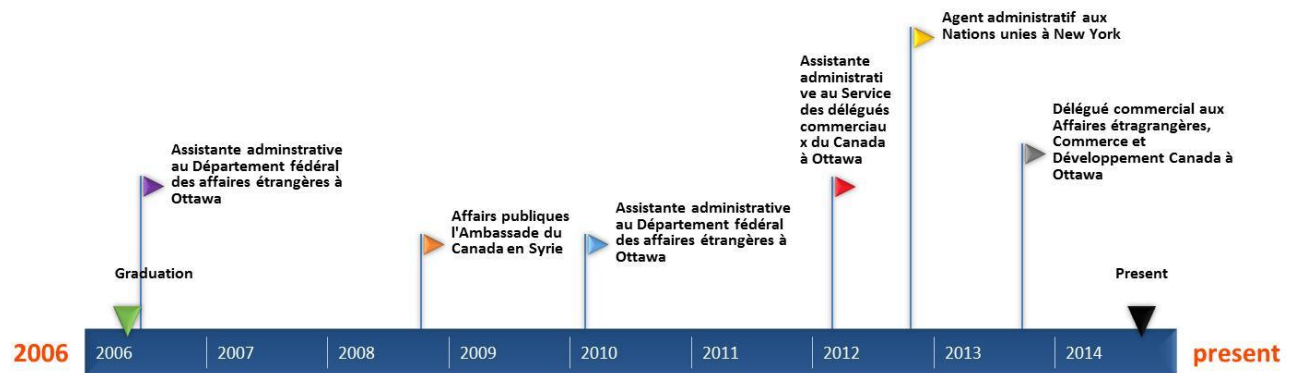 Agent administratif aux
Nations unies à New York
Assistante
administrati
ve au Service
des délégués
commerciau
x du Canada
à Ottawa
Délégué commercial aux
Affaires étragrangères,
Commerce et
Développement Canada à
Ottawa
Assistante adminstrative
au Département fédéral
des affaires étrangères à
Ottawa
Affairs publiques
l'Ambassade du
Canada en Syrie
Assistante administrative
au Département fédéral
des affaires étrangères à
Ottawa
Graduation
Present
2006
2006
2007
2008
2009
2010
2011
2012
2013
2014
present